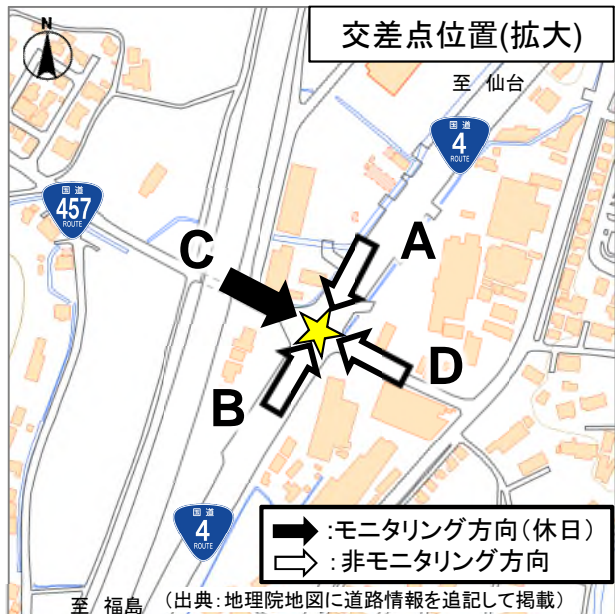 交差点位置(拡大)
N
至 仙台
国道
4
ROUTE
国道
457
ROUTE
C
A
D
B
国道
4
ROUTE
:モニタリング方向(休日)
:非モニタリング方向
至 福島
(出典:地理院地図に道路情報を追記して掲載)